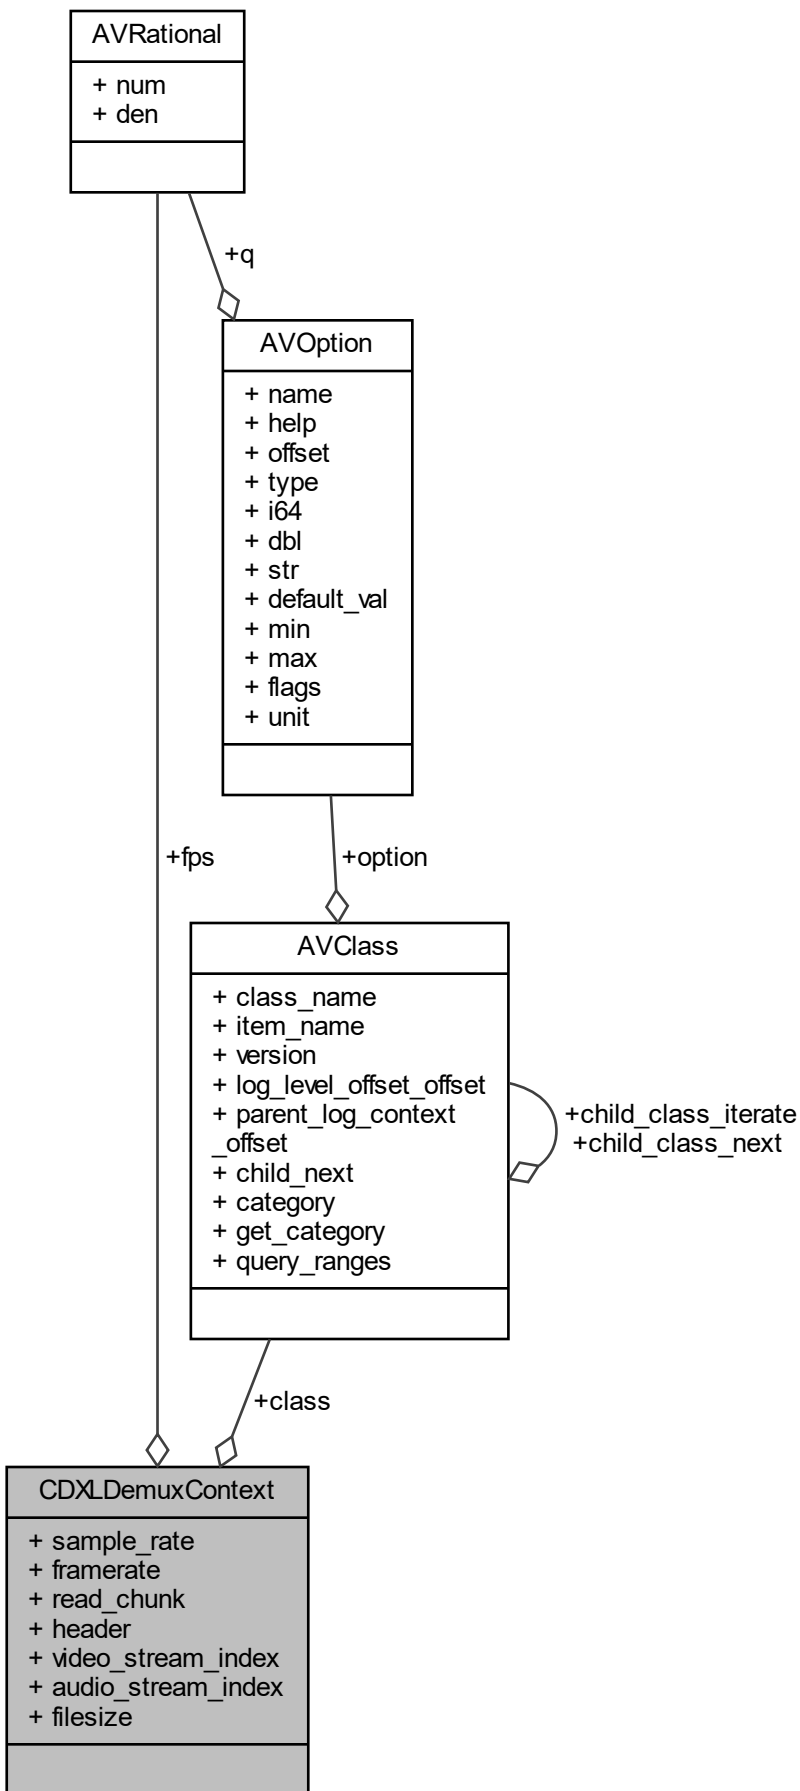 AVRational
+ num
+ den
+q
AVOption
+ name
+ help
+ offset
+ type
+ i64
+ dbl
+ str
+ default_val
+ min
+ max
+ flags
+ unit
+fps
+option
AVClass
+ class_name
+ item_name
+ version
+ log_level_offset_offset
+ parent_log_context
_offset
+ child_next
+ category
+ get_category
+ query_ranges
+child_class_iterate
+child_class_next
+class
CDXLDemuxContext
+ sample_rate
+ framerate
+ read_chunk
+ header
+ video_stream_index
+ audio_stream_index
+ filesize